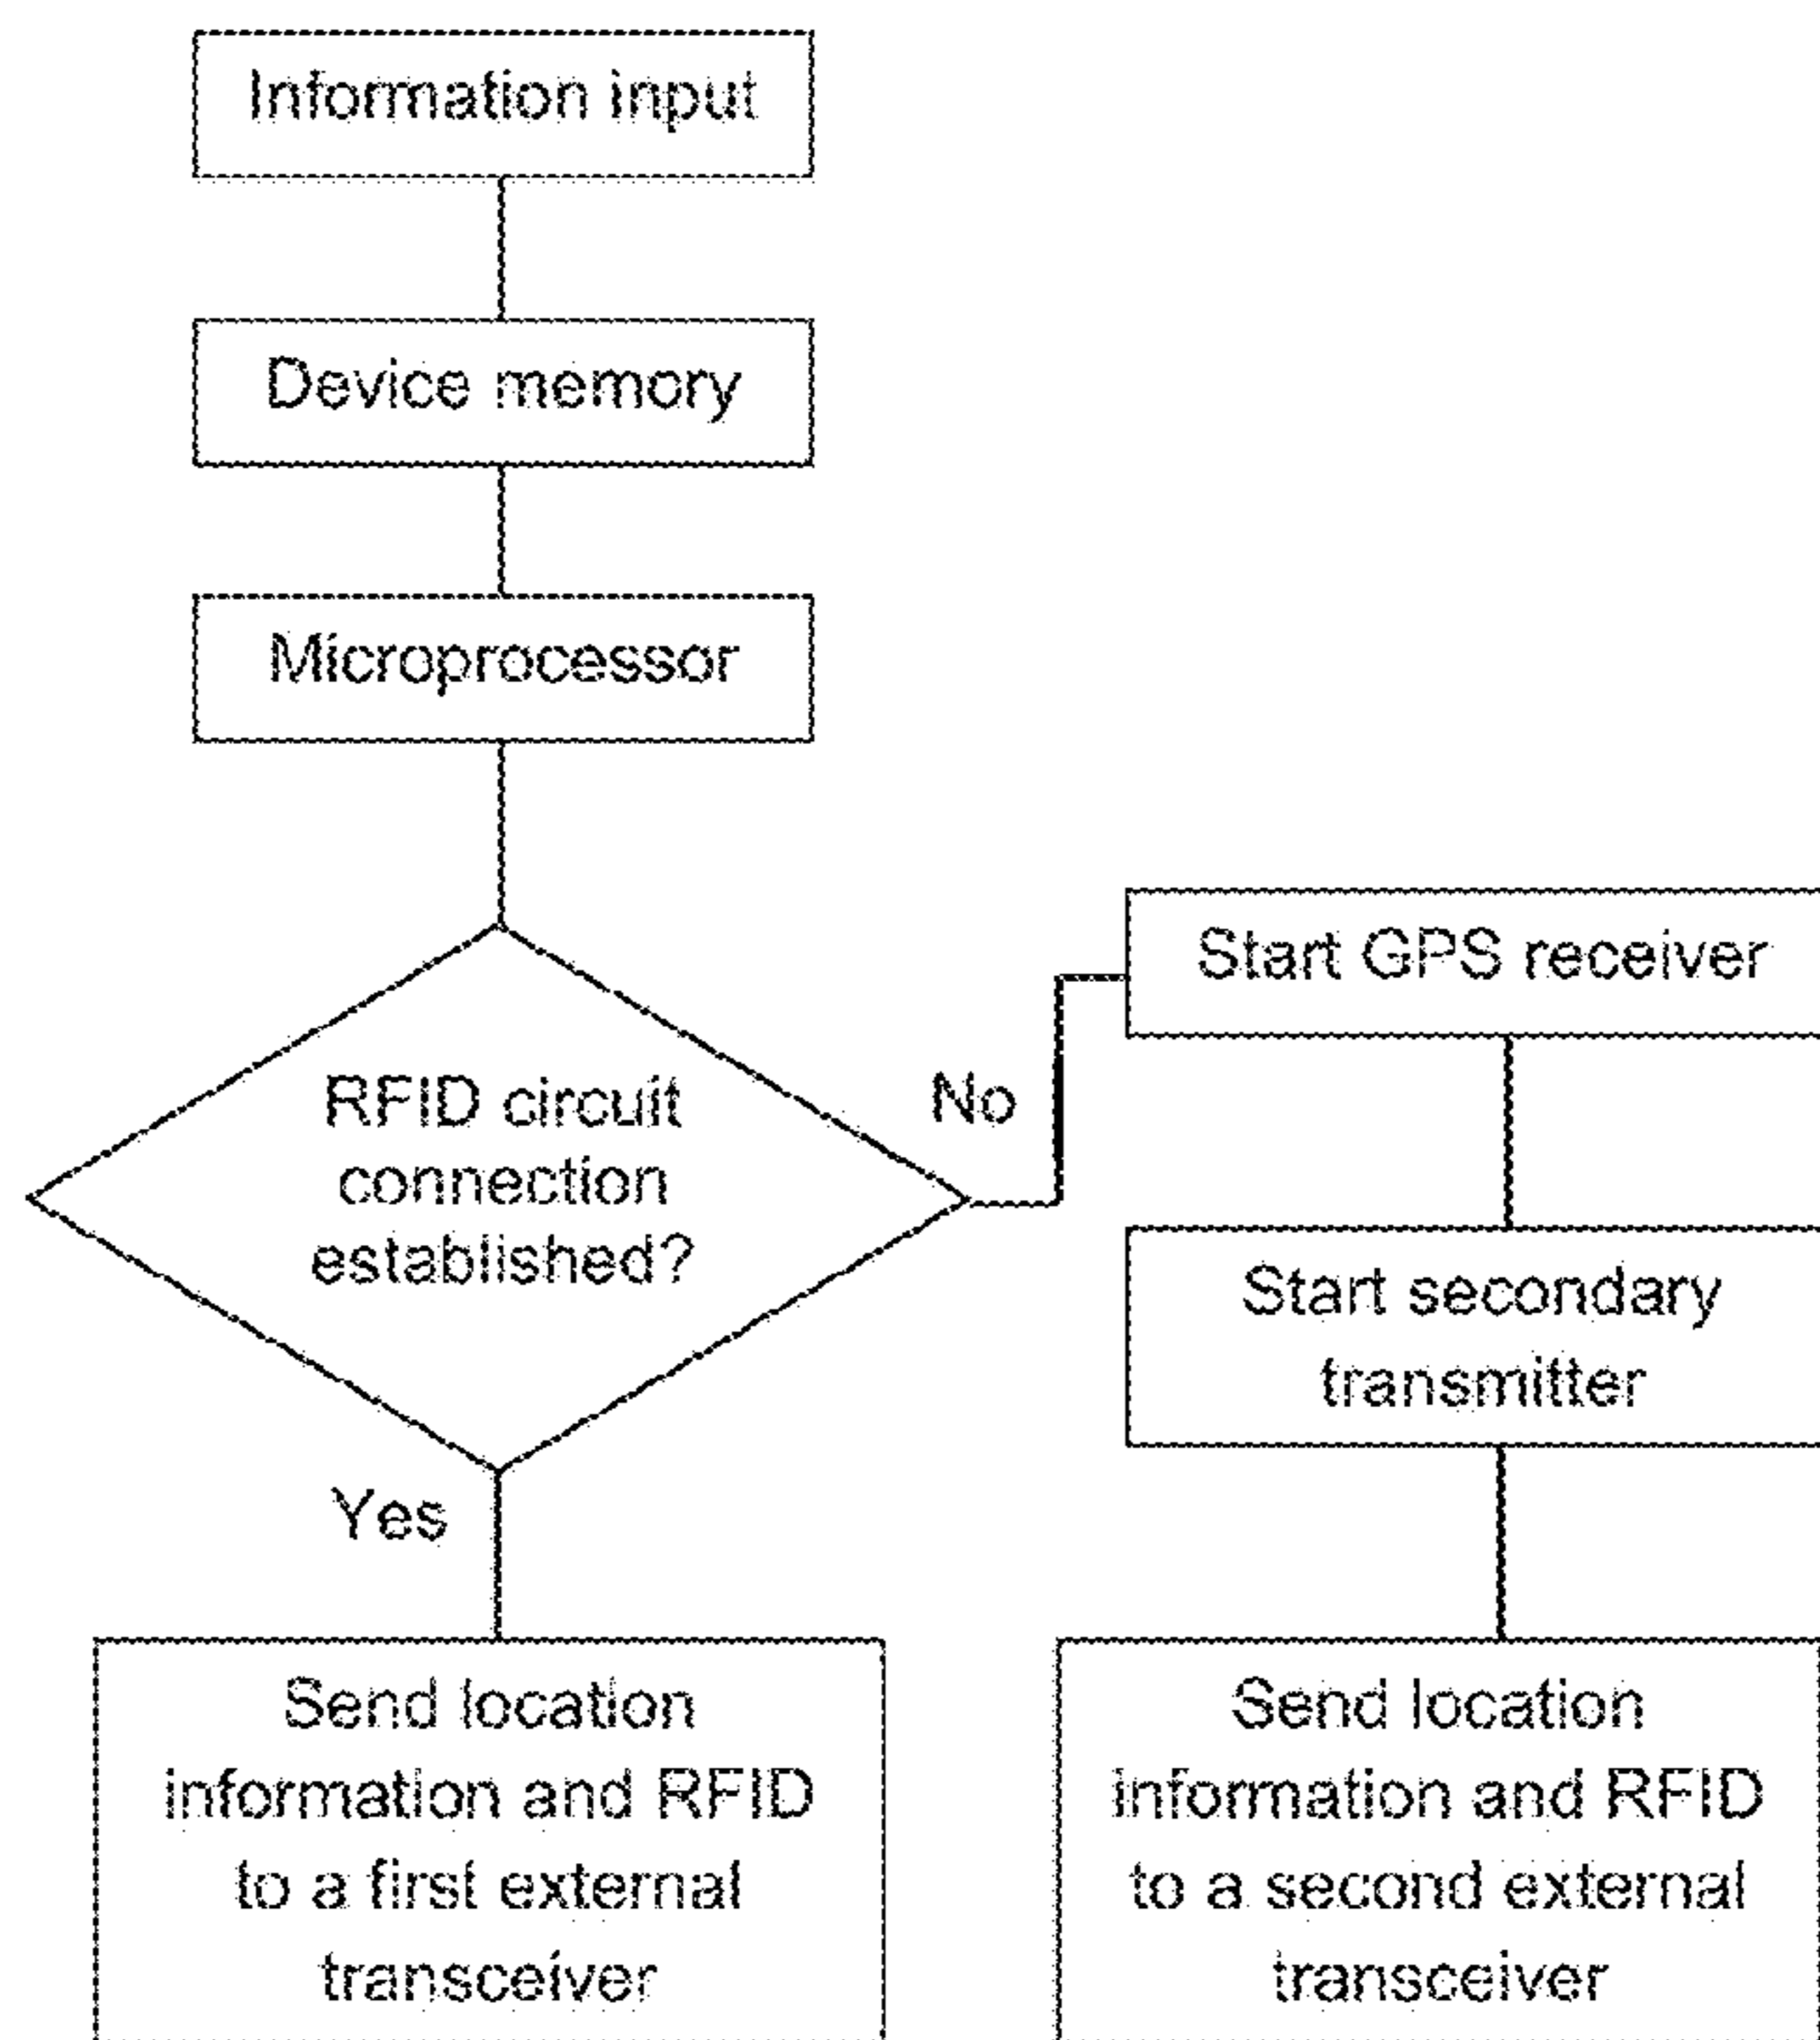 Information input
Device memory
Microprocessor
RFID circuit
connection
established?
No
Yes
Start GPS receiver
Start secondary
transmitter
Send location
information and RFID
to a first external
transceiver
Send location
information and RFID
to a second external
transceiver